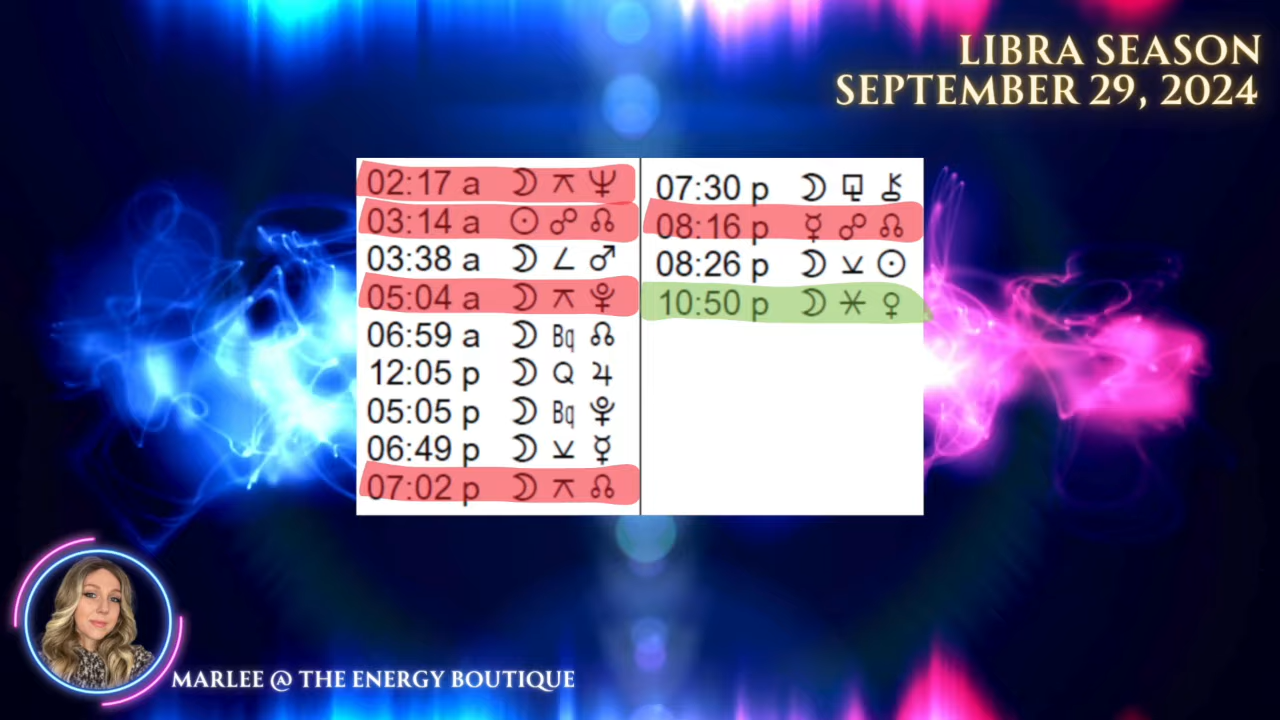 LIBRA SEASON
SEPTEMBER 29, 2024
02:17 a ☽ ⚻ ♆
03:14 a ☉ ☍ ☊
03:38 a ☽ ∠ ♂
05:04 a ☽ ⚻ ⯓
06:59 a ☽ Bq ☊
12:05 p ☽ Q ♃
05:05 p ☽ Bq ⯓
06:49 p ☽ ⚺ ☿
07:02 p ☽ ⚻ ☊
07:30 p ☽ ⚼ ⚷
08:16 p ☿ ☍ ☊
08:26 p ☽ ⚺ ☉
10:50 p ☽ ⚹ ♀
MARLEE @ THE ENERGY BOUTIQUE